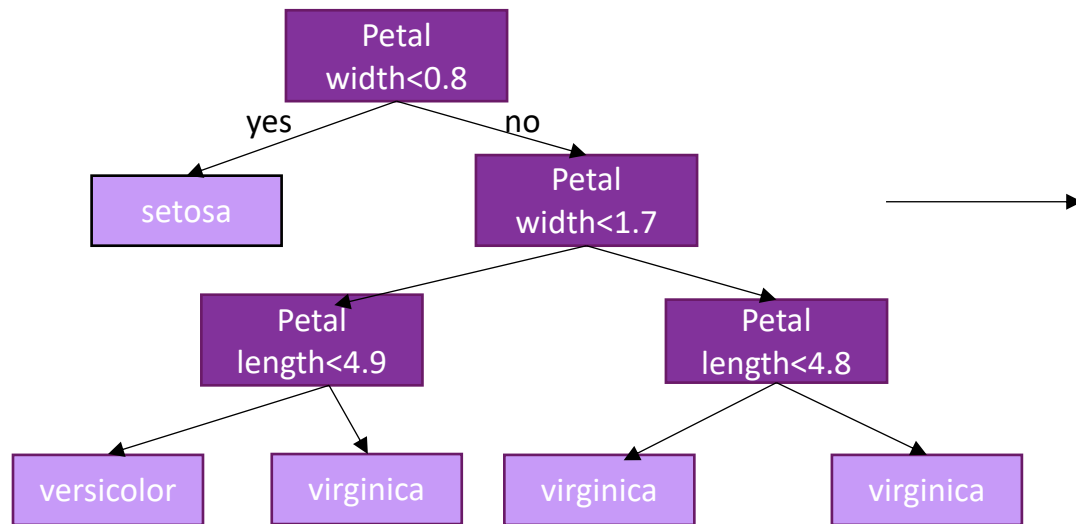 Petal
width<0.8
yes
no
setosa
Petal
width<1.7
Petal
length<4.9
Petal
length<4.8
versicolor
virginica
virginica
virginica